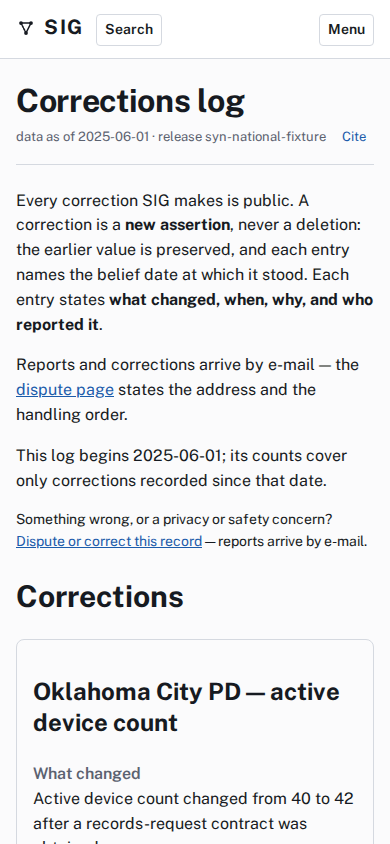 SIG
Search
Menu
Corrections log
data as of 2025-06-01 · release syn-national-fixture
Cite
Every correction SIG makes is public. A
correction is a new assertion, never a deletion:
the earlier value is preserved, and each entry
names the belief date at which it stood. Each
entry states what changed, when, why, and who
reported it.
Reports and corrections arrive by e-mail — the
dispute page states the address and the
handling order.
This log begins 2025-06-01; its counts cover
only corrections recorded since that date.
Something wrong, or a privacy or safety concern?
Dispute or correct this record — reports arrive by e-mail.
Corrections
Oklahoma City PD — active
device count
What changed
Active device count changed from 40 to 42
after a records-request contract was